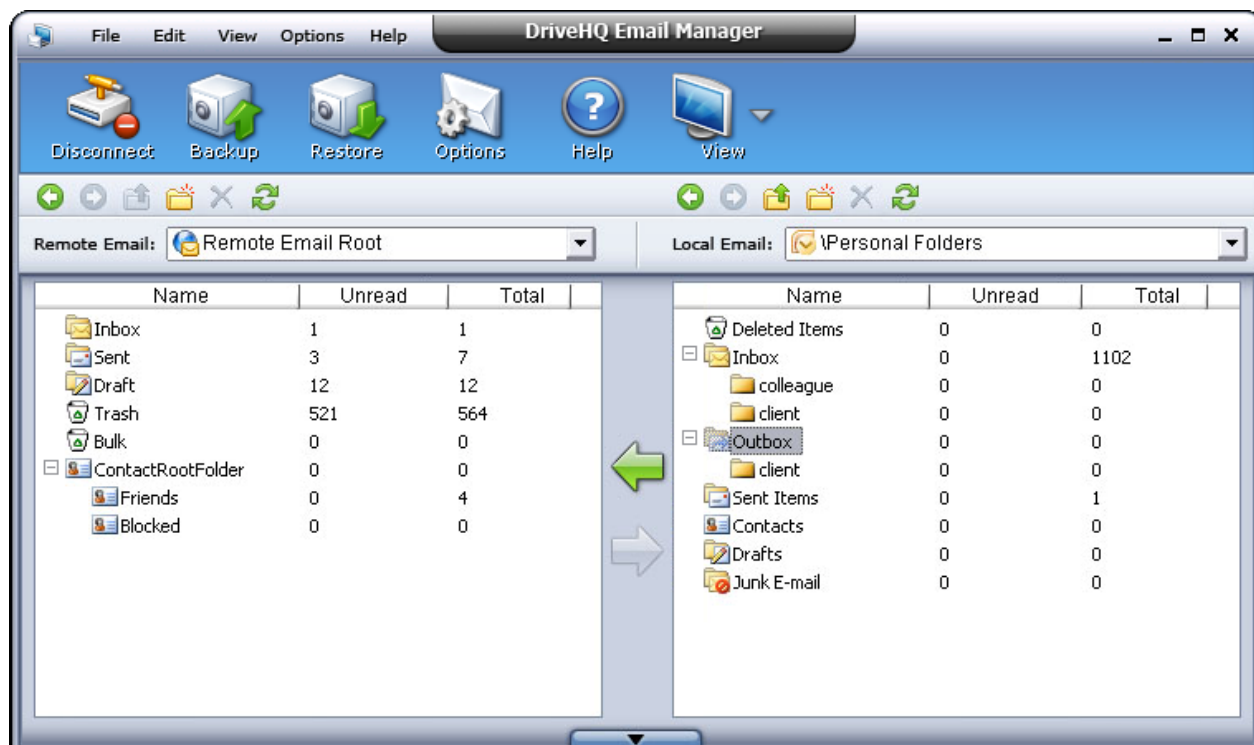 File Edit View Options Help DriveHQ Email Manager
Disconnect Backup Restore Options Help View
Remote Email: Remote Email Root Local Email: \Personal Folders
Name Unread Total Name Unread Total
Inbox 1 1 Deleted Items 0 0
Sent 3 7 Inbox 0 1102
Draft 12 12 colleague 0 0
Trash 521 564 client 0 0
Bulk 0 0 Outbox 0 0
ContactRootFolder 0 0 client 0 0
Friends 0 4 Sent Items 0 1
Blocked 0 0 Contacts 0 0
Drafts 0 0
Junk E-mail 0 0